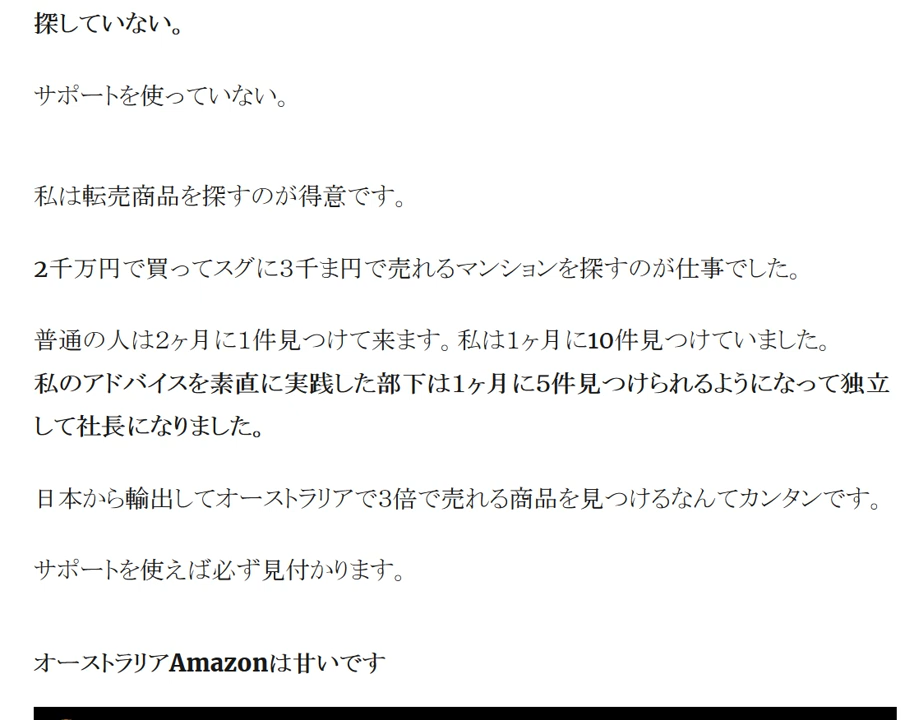 探していない。
サポートを使っていない。
私は転売商品を探すのが得意です。
2千万円で買ってスグに3千ま円で売れるマンションを探すのが仕事でした。
普通の人は2ヶ月に1件見つけて来ます。私は1ヶ月に10件見つけていました。
私のアドバイスを素直に実践した部下は1ヶ月に5件見つけられるようになって独立
して社長になりました。
日本から輸出してオーストラリアで3倍で売れる商品を見つけるなんてカンタンです。
サポートを使えば必ず見付かります。
オーストラリアAmazonは甘いです